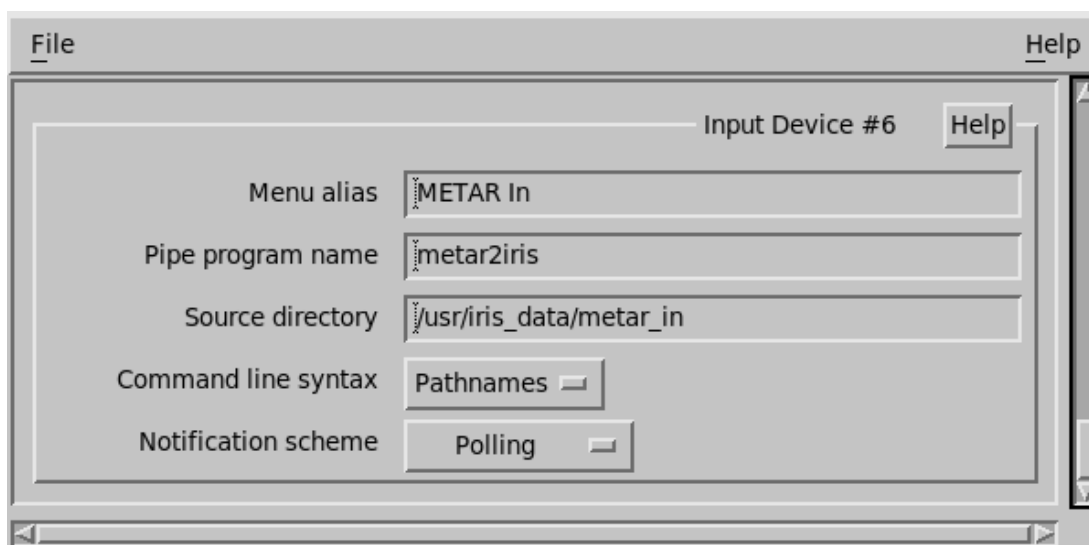 File Help
Input Device #6 Help
Menu alias METAR In
Pipe program name metar2iris
Source directory /usr/iris_data/metar_in
Command line syntax Pathnames
Notification scheme Polling